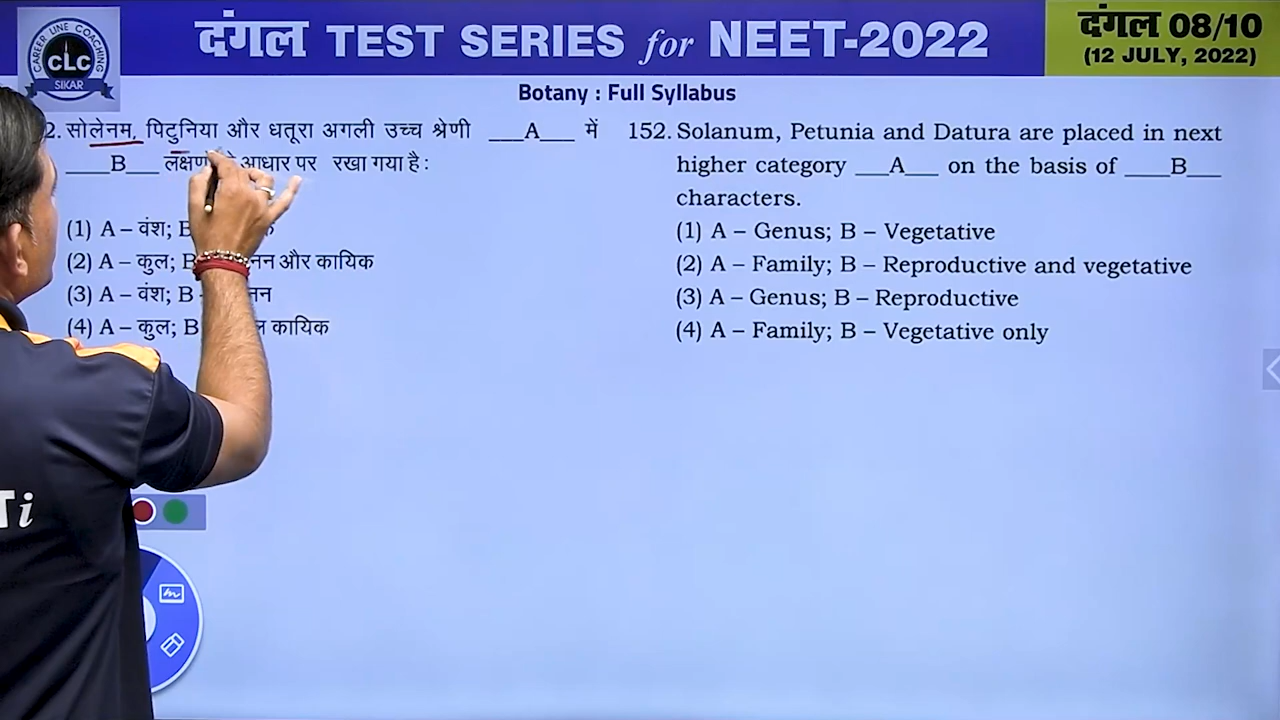 CAREER LINE COACHING
CLC
SIKAR
दंगल TEST SERIES for NEET-2022
दंगल 08/10
(12 JULY, 2022)
Botany : Full Syllabus
2. सोलेनम, पिटुनिया और धतूरा अगली उच्च श्रेणी ___A___ में
___B___ लक्षण आधार पर रखा गया है:
(1) A – वंश; B
(2) A – कुल; B नन और कायिक
(3) A – वंश; B – नन
(4) A – कुल; B कायिक
152. Solanum, Petunia and Datura are placed in next
higher category ___A___ on the basis of ___B___
characters.
(1) A – Genus; B – Vegetative
(2) A – Family; B – Reproductive and vegetative
(3) A – Genus; B – Reproductive
(4) A – Family; B – Vegetative only
Ti